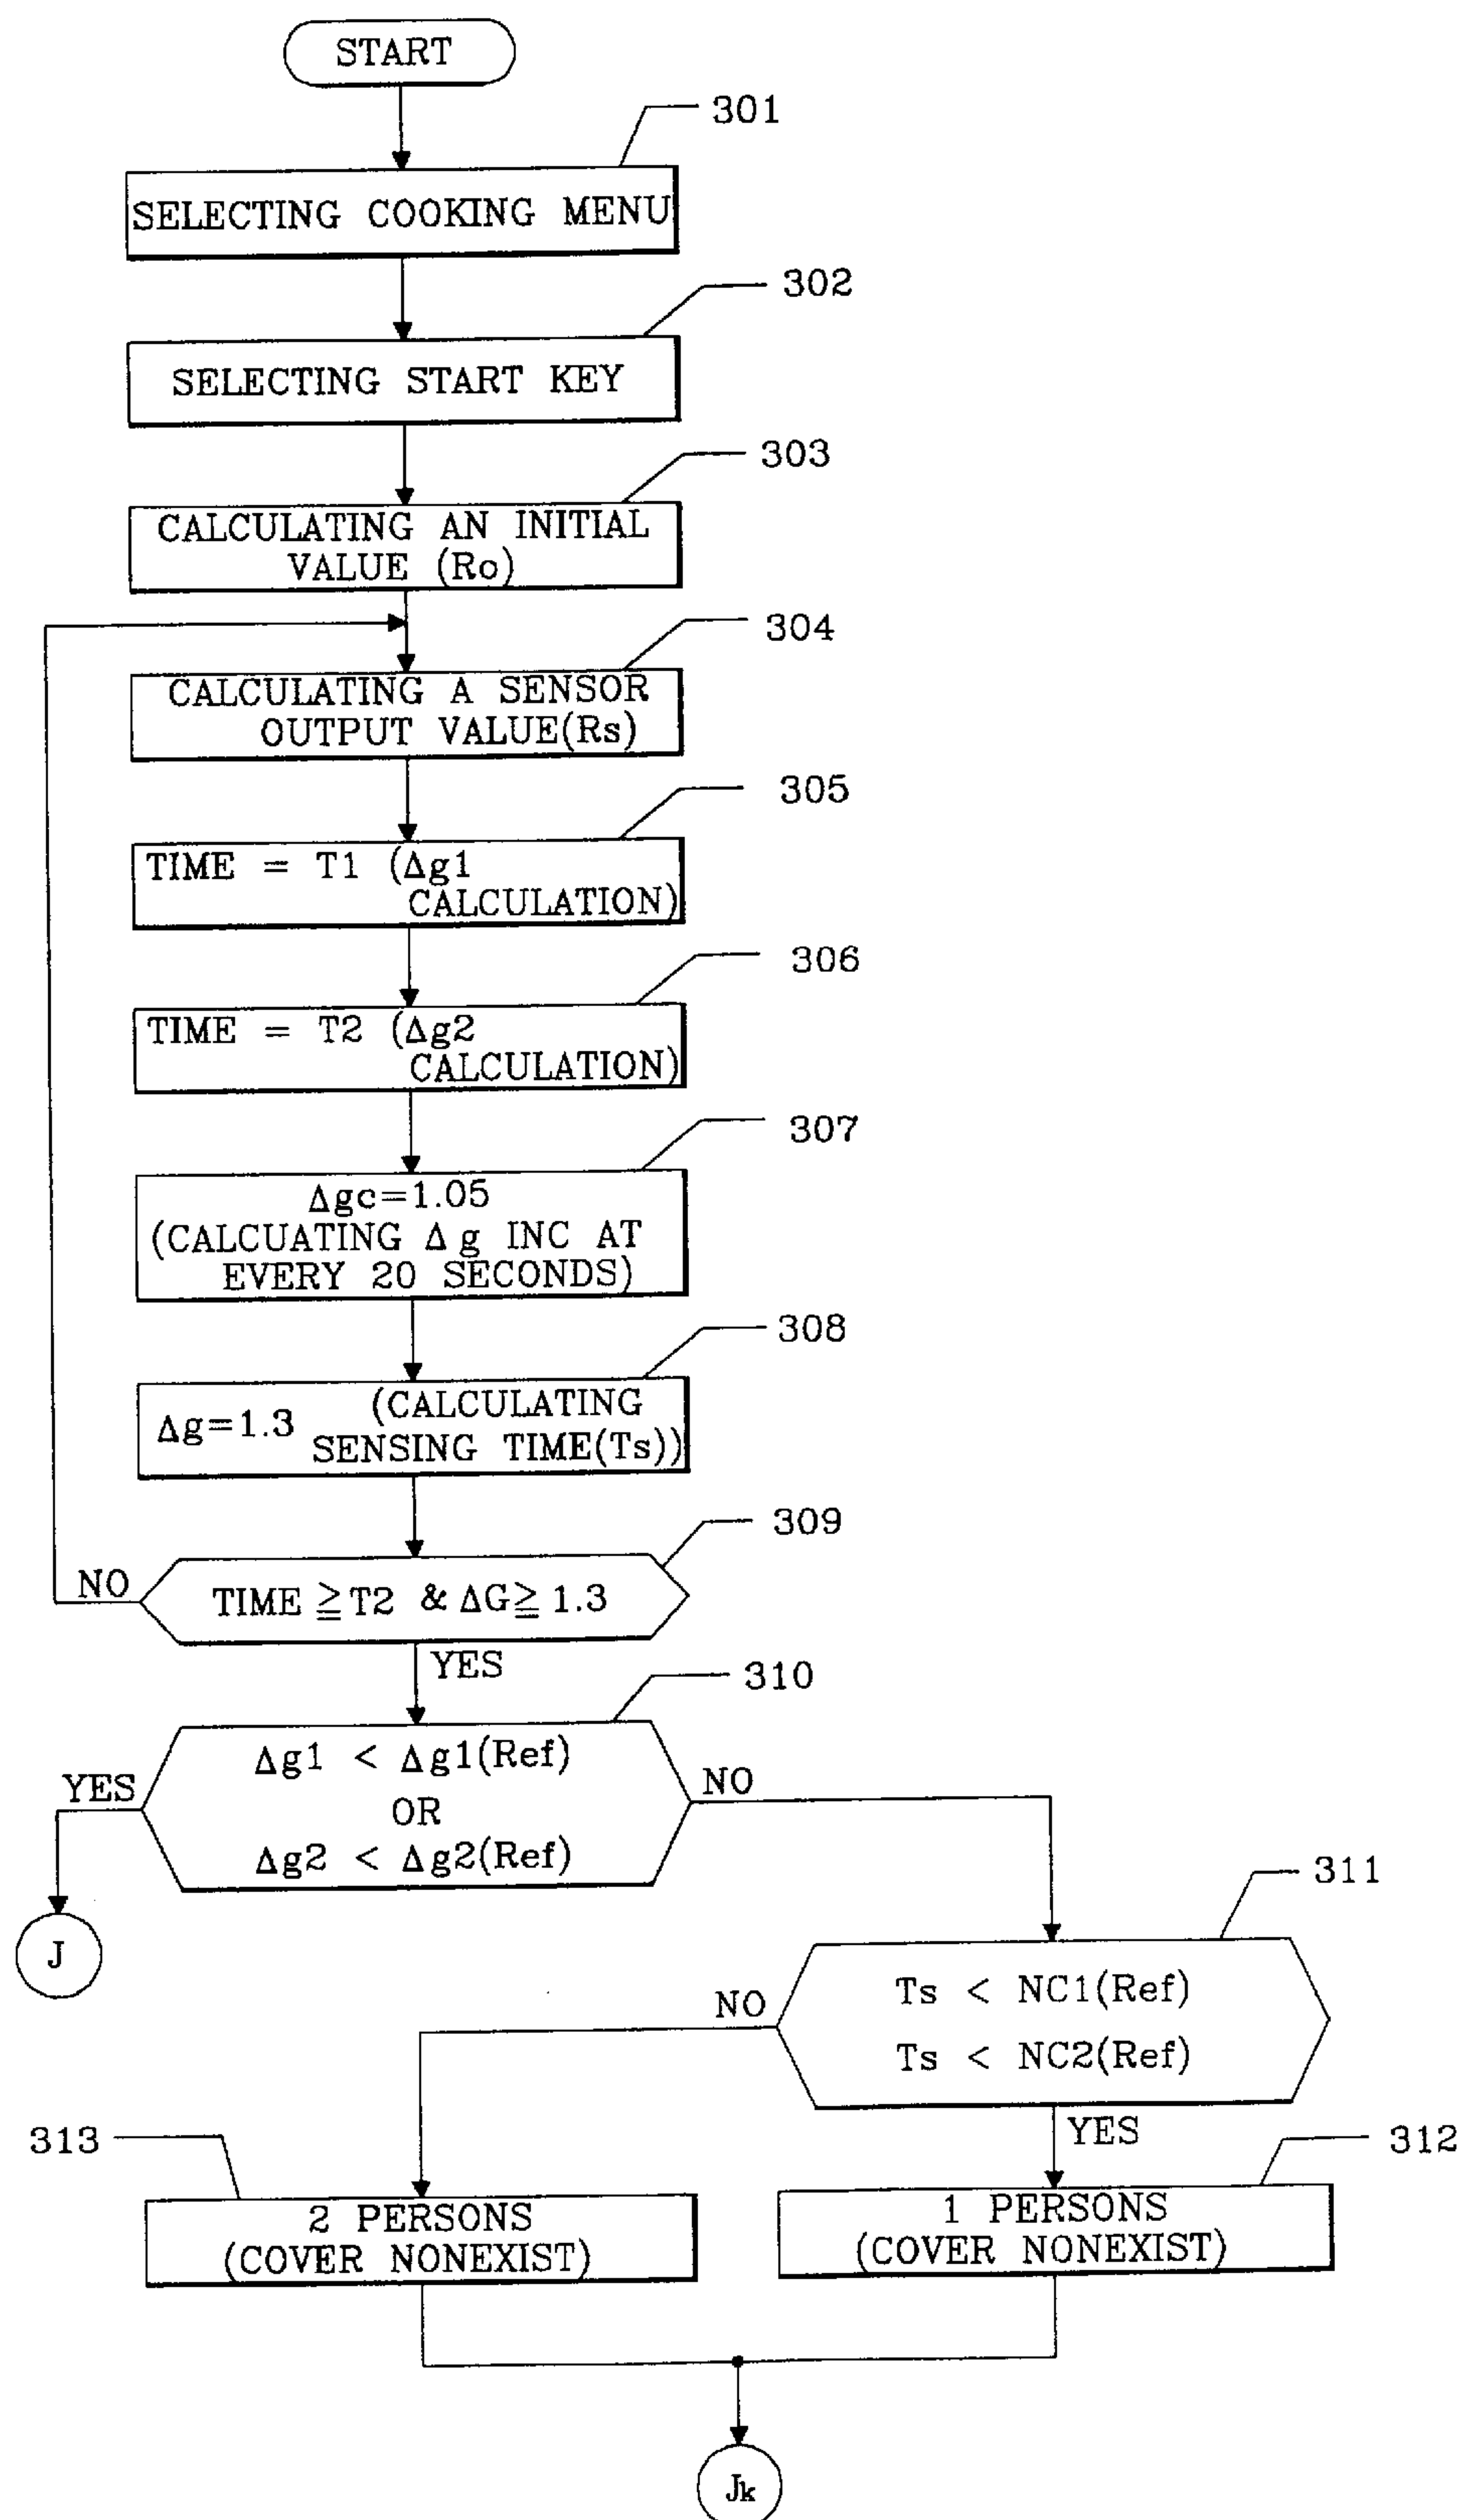 START
301
SELECTING COOKING MENU
302
SELECTING START KEY
303
CALCULATING AN INITIAL
VALUE (Ro)
304
CALCULATING A SENSOR
OUTPUT VALUE(Rs)
305
TIME = T1 (Δg1
CALCULATION)
306
TIME = T2 (Δg2
CALCULATION)
307
Δgc=1.05
(CALCUATING Δ g INC AT
EVERY 20 SECONDS)
308
Δg=1.3 (CALCULATING
SENSING TIME(Ts))
309
NO
TIME ≧T2 & ΔG≧ 1.3
YES
310
Δg1 < Δg1(Ref)
YES
NO
OR
Δg2 < Δg2(Ref)
311
J
Ts < NC1(Ref)
NO
Ts < NC2(Ref)
YES
313
312
2 PERSONS
(COVER NONEXIST)
1 PERSONS
(COVER NONEXIST)
Jk